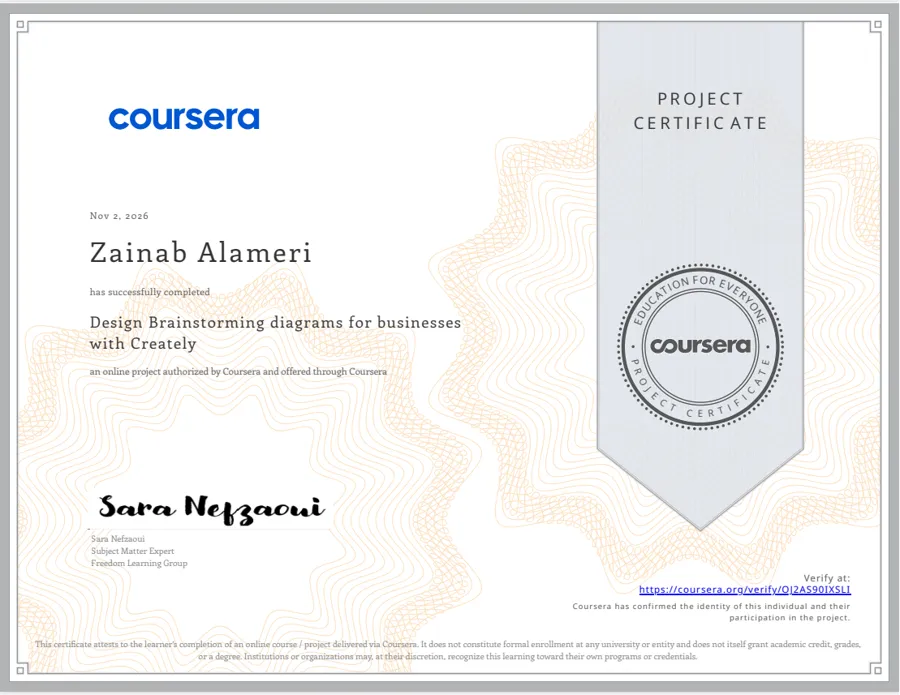 coursera
PROJECT
CERTIFICATE
Nov 2, 2026
Zainab Alameri
has successfully completed
Design Brainstorming diagrams for businesses
with Creately
an online project authorized by Coursera and offered through Coursera
EDUCATION FOR EVERYONE
coursera
PROJECT CERTIFICATE
Sara Nefzaoui
Sara Nefzaoui
Subject Matter Expert
Freedom Learning Group
Verify at:
https://coursera.org/verify/OJ2AS90IXSLI
Coursera has confirmed the identity of this individual and their
participation in the project.
This certificate attests to the learner's completion of an online course / project delivered via Coursera. It does not constitute formal enrollment at any university or entity and does not itself grant academic credit, grades,
or a degree. Institutions or organizations may, at their discretion, recognize this learning toward their own programs or credentials.